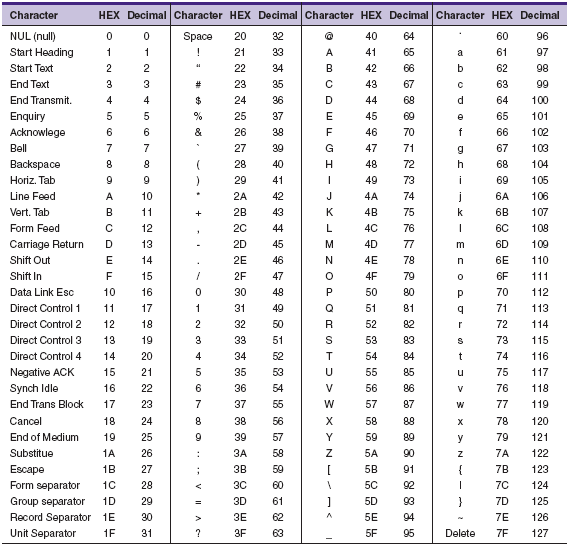 Character HEX Decimal Character HEX Decimal Character HEX Decimal Character HEX Decimal
NUL (null) 0 0 Space 20 32 @ 40 64 ` 60 96
Start Heading 1 1 ! 21 33 A 41 65 a 61 97
Start Text 2 2 “ 22 34 B 42 66 b 62 98
End Text 3 3 # 23 35 C 43 67 c 63 99
End Transmit. 4 4 $ 24 36 D 44 68 d 64 100
Enquiry 5 5 % 25 37 E 45 69 e 65 101
Acknowlege 6 6 & 26 38 F 46 70 f 66 102
Bell 7 7 ` 27 39 G 47 71 g 67 103
Backspace 8 8 ( 28 40 H 48 72 h 68 104
Horiz. Tab 9 9 ) 29 41 I 49 73 i 69 105
Line Feed A 10 * 2A 42 J 4A 74 j 6A 106
Vert. Tab B 11 + 2B 43 K 4B 75 k 6B 107
Form Feed C 12 , 2C 44 L 4C 76 l 6C 108
Carriage Return D 13 - 2D 45 M 4D 77 m 6D 109
Shift Out E 14 . 2E 46 N 4E 78 n 6E 110
Shift In F 15 / 2F 47 O 4F 79 o 6F 111
Data Link Esc 10 16 0 30 48 P 50 80 p 70 112
Direct Control 1 11 17 1 31 49 Q 51 81 q 71 113
Direct Control 2 12 18 2 32 50 R 52 82 r 72 114
Direct Control 3 13 19 3 33 51 S 53 83 s 73 115
Direct Control 4 14 20 4 34 52 T 54 84 t 74 116
Negative ACK 15 21 5 35 53 U 55 85 u 75 117
Synch Idle 16 22 6 36 54 V 56 86 v 76 118
End Trans Block 17 23 7 37 55 W 57 87 w 77 119
Cancel 18 24 8 38 56 X 58 88 x 78 120
End of Medium 19 25 9 39 57 Y 59 89 y 79 121
Substitue 1A 26 : 3A 58 Z 5A 90 z 7A 122
Escape 1B 27 ; 3B 59 [ 5B 91 { 7B 123
Form separator 1C 28 < 3C 60 \ 5C 92 l 7C 124
Group separator 1D 29 = 3D 61 ] 5D 93 } 7D 125
Record Separator 1E 30 > 3E 62 ^ 5E 94 ~ 7E 126
Unit Separator 1F 31 ? 3F 63 _ 5F 95 Delete 7F 127